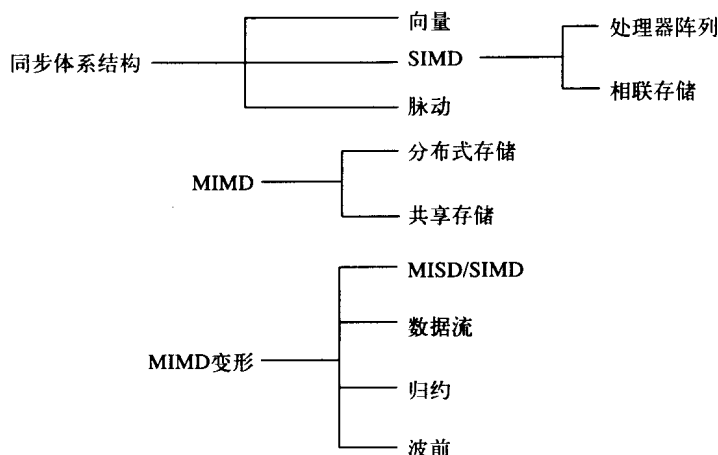 向量
处理器阵列
同步体系结构
SIMD
脉动
相联存储
分布式存储
MIMD
共享存储
MISD/SIMD
数据流
MIMD变形
归约
波前